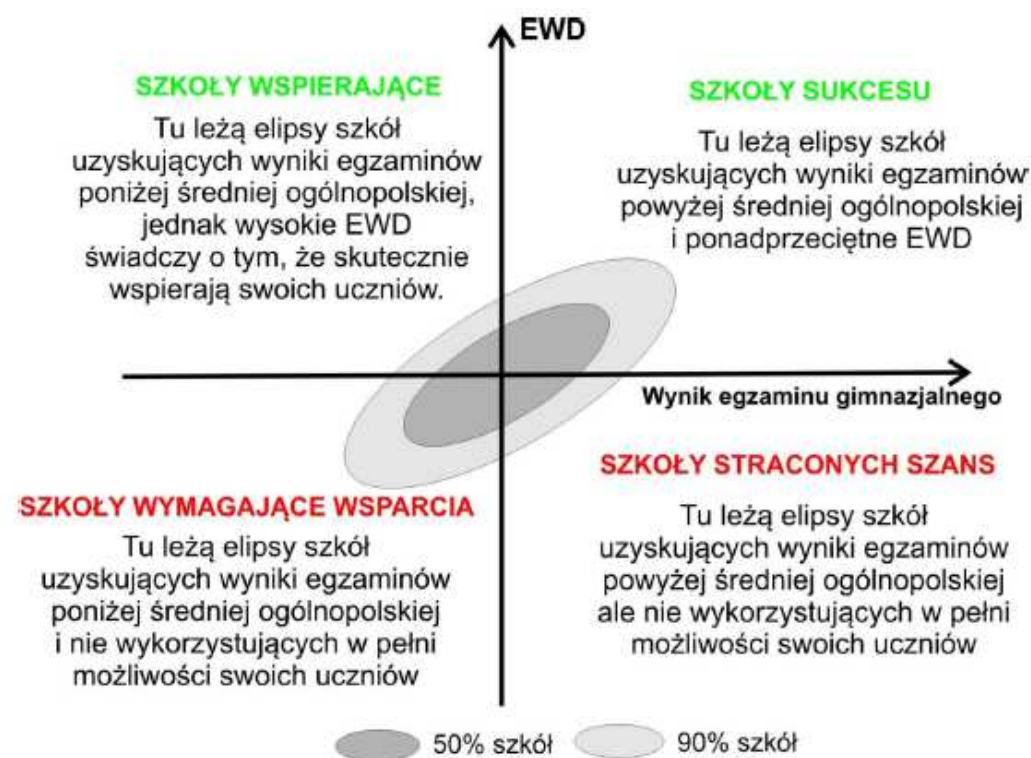 EWD
SZKOŁY WSPIERAJĄCE
Tu leżą elipsy szkół
uzyskujących wyniki egzaminów
poniżej średniej ogólnopolskiej,
jednak wysokie EWD
świadczy o tym, że skutecznie
wspierają swoich uczniów.
SZKOŁY SUKCESU
Tu leżą elipsy szkół
uzyskujących wyniki egzaminów
powyżej średniej ogólnopolskiej
i ponadprzeciętne EWD
Wynik egzaminu gimnazjalnego
SZKOŁY WYMAGAJĄCE WSPARCIA
Tu leżą elipsy szkół
uzyskujących wyniki egzaminów
poniżej średniej ogólnopolskiej
i nie wykorzystujących w pełni
możliwości swoich uczniów
SZKOŁY STRACONYCH SZANS
Tu leżą elipsy szkół
uzyskujących wyniki egzaminów
powyżej średniej ogólnopolskiej
ale nie wykorzystujących w pełni
możliwości swoich uczniów
50% szkół
90% szkół